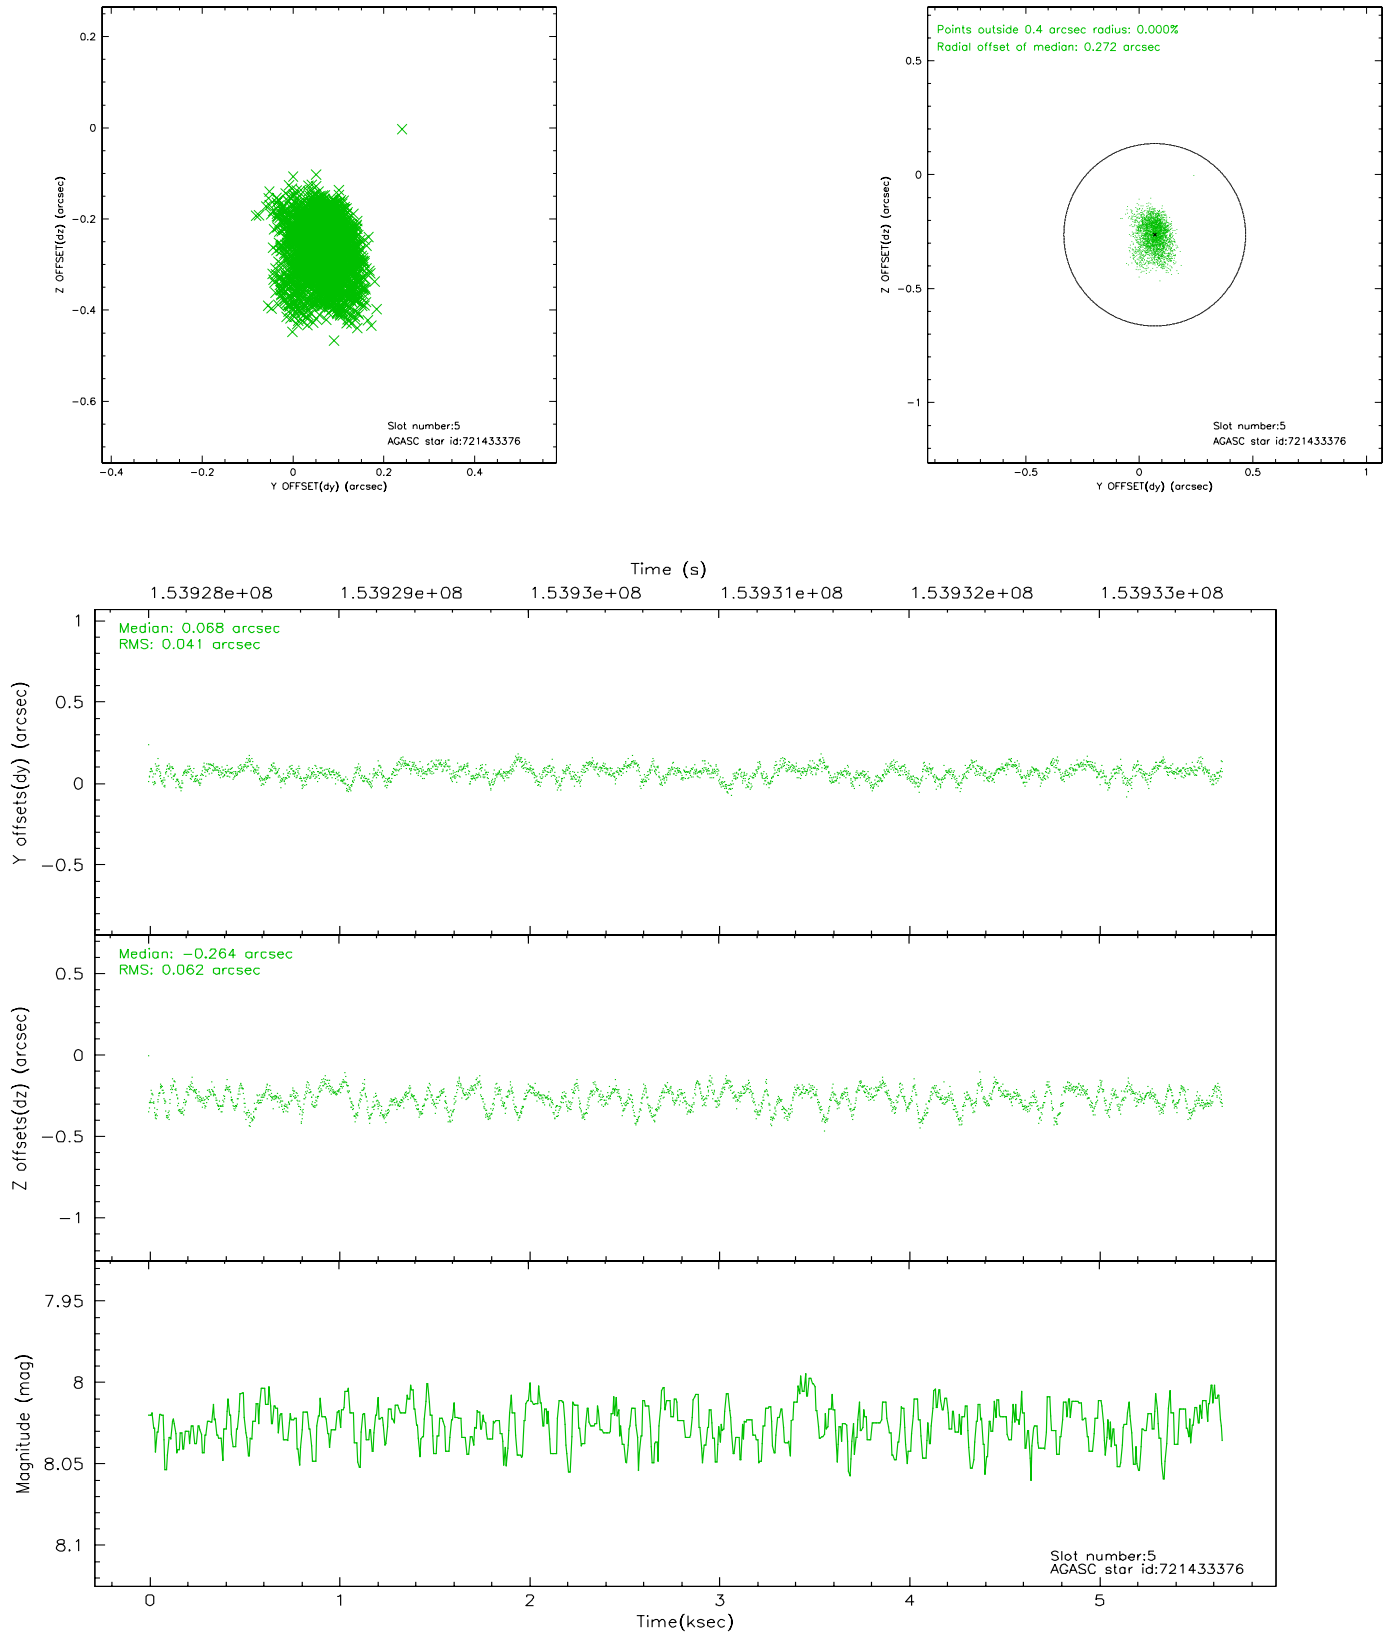 0.2
0
−0.2
−0.4
−0.6
Z OFFSET(dz) (arcsec)
Slot number:5
AGASC star id:721433376
−0.4
−0.2
0
0.2
0.4
Y OFFSET(dy) (arcsec)
Points outside 0.4 arcsec radius: 0.000%
Radial offset of median: 0.272 arcsec
0.5
0
−0.5
−1
Z OFFSET(dz) (arcsec)
Slot number:5
AGASC star id:721433376
−0.5
0
0.5
1
Y OFFSET(dy) (arcsec)
Time (s)
1.53928e+08
1.53929e+08
1.5393e+08
1.53931e+08
1.53932e+08
1.53933e+08
Median: 0.068 arcsec
RMS: 0.041 arcsec
1
0.5
0
−0.5
Y offsets(dy) (arcsec)
Median: −0.264 arcsec
RMS: 0.062 arcsec
0.5
0
−0.5
−1
Z offsets(dz) (arcsec)
7.95
8
8.05
8.1
Magnitude (mag)
Slot number:5
AGASC star id:721433376
0
1
2
3
4
5
Time(ksec)